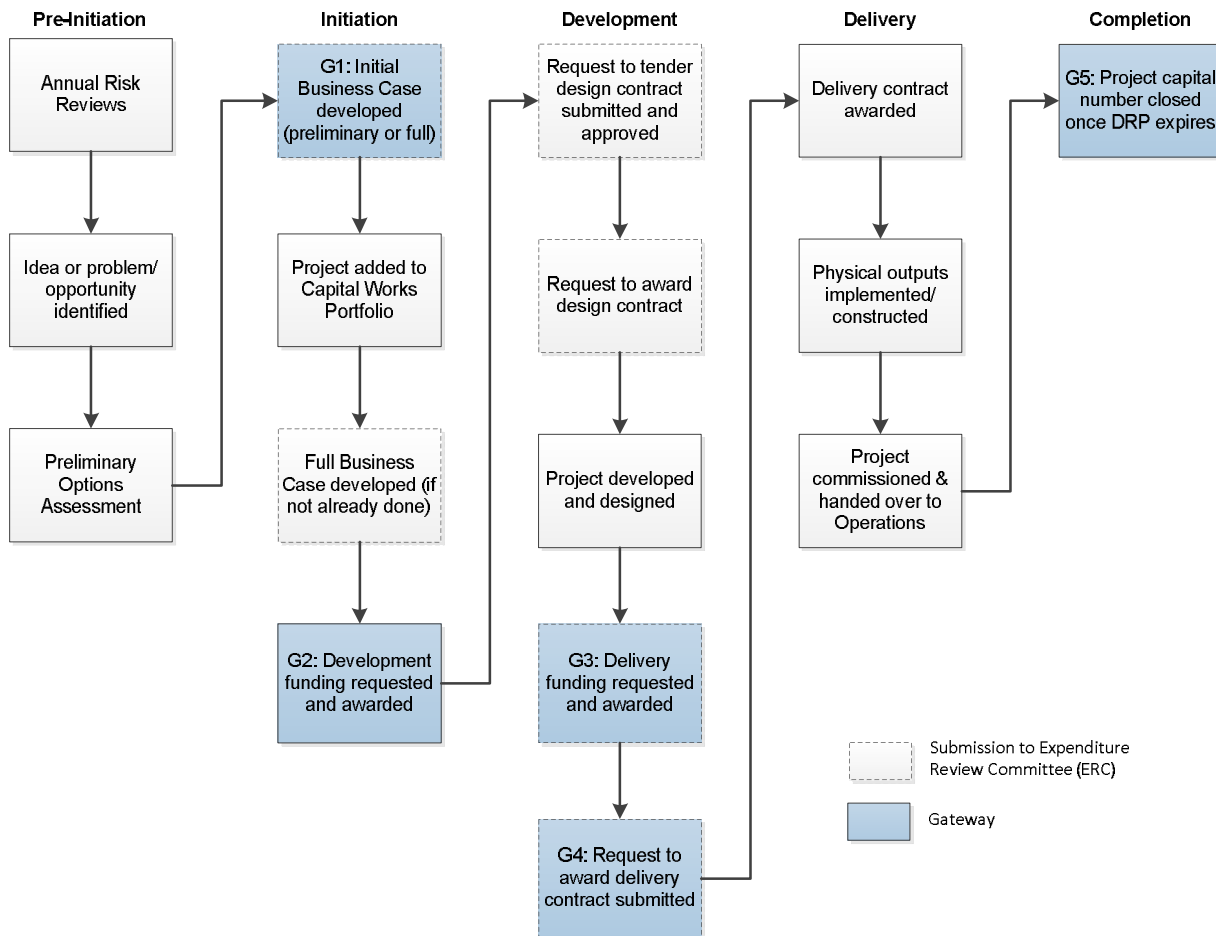 Pre-Initiation
Annual Risk
Reviews
Idea or problem/
opportunity
identified
Preliminary
Options
Assessment
Initiation
G1: Initial
Business Case
developed
(preliminary or full)
Project added to
Capital Works
Portfolio
Full Business
Case developed (if
not already done)
G2: Development
funding requested
and awarded
Development
Request to tender
design contract
submitted and
approved
Request to award
design contract
Project developed
and designed
G3: Delivery
funding requested
and awarded
G4: Request to
award delivery
contract submitted
Delivery
Delivery contract
awarded
Physical outputs
implemented/
constructed
Project
commissioned &
handed over to
Operations
Completion
G5: Project capital
number closed
once DRP expires
Submission to Expenditure
Review Committee (ERC)
Gateway